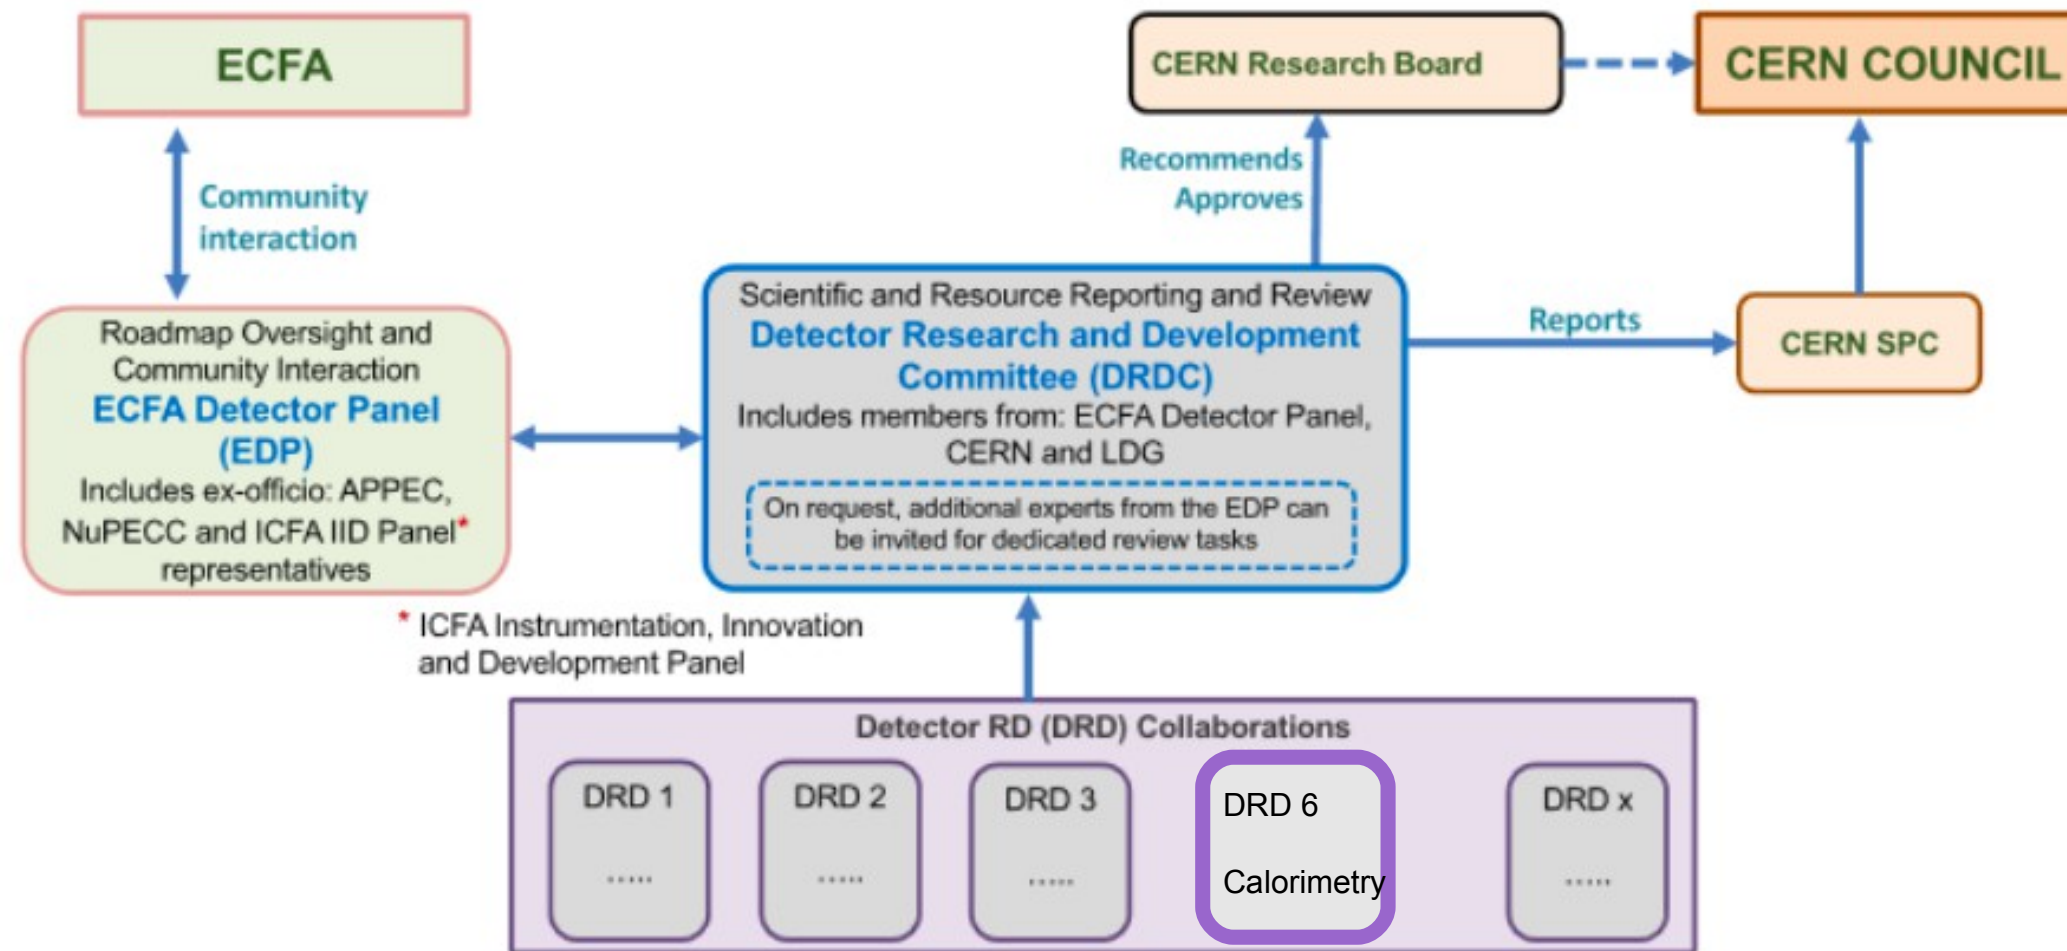 ECFA
CERN Research Board
CERN COUNCIL
Community
interaction
Recommends
Approves
Roadmap Oversight and
Community Interaction
ECFA Detector Panel
(EDP)
Includes ex-officio: APPEC,
NuPECC and ICFA IID Panel*
representatives
Scientific and Resource Reporting and Review
Detector Research and Development
Committee (DRDC)
Includes members from: ECFA Detector Panel,
CERN and LDG
On request, additional experts from the EDP can
be invited for dedicated review tasks
Reports
CERN SPC
* ICFA Instrumentation, Innovation
and Development Panel
Detector RD (DRD) Collaborations
DRD 1
.....
DRD 2
.....
DRD 3
.....
DRD 6
Calorimetry
DRD x
.....